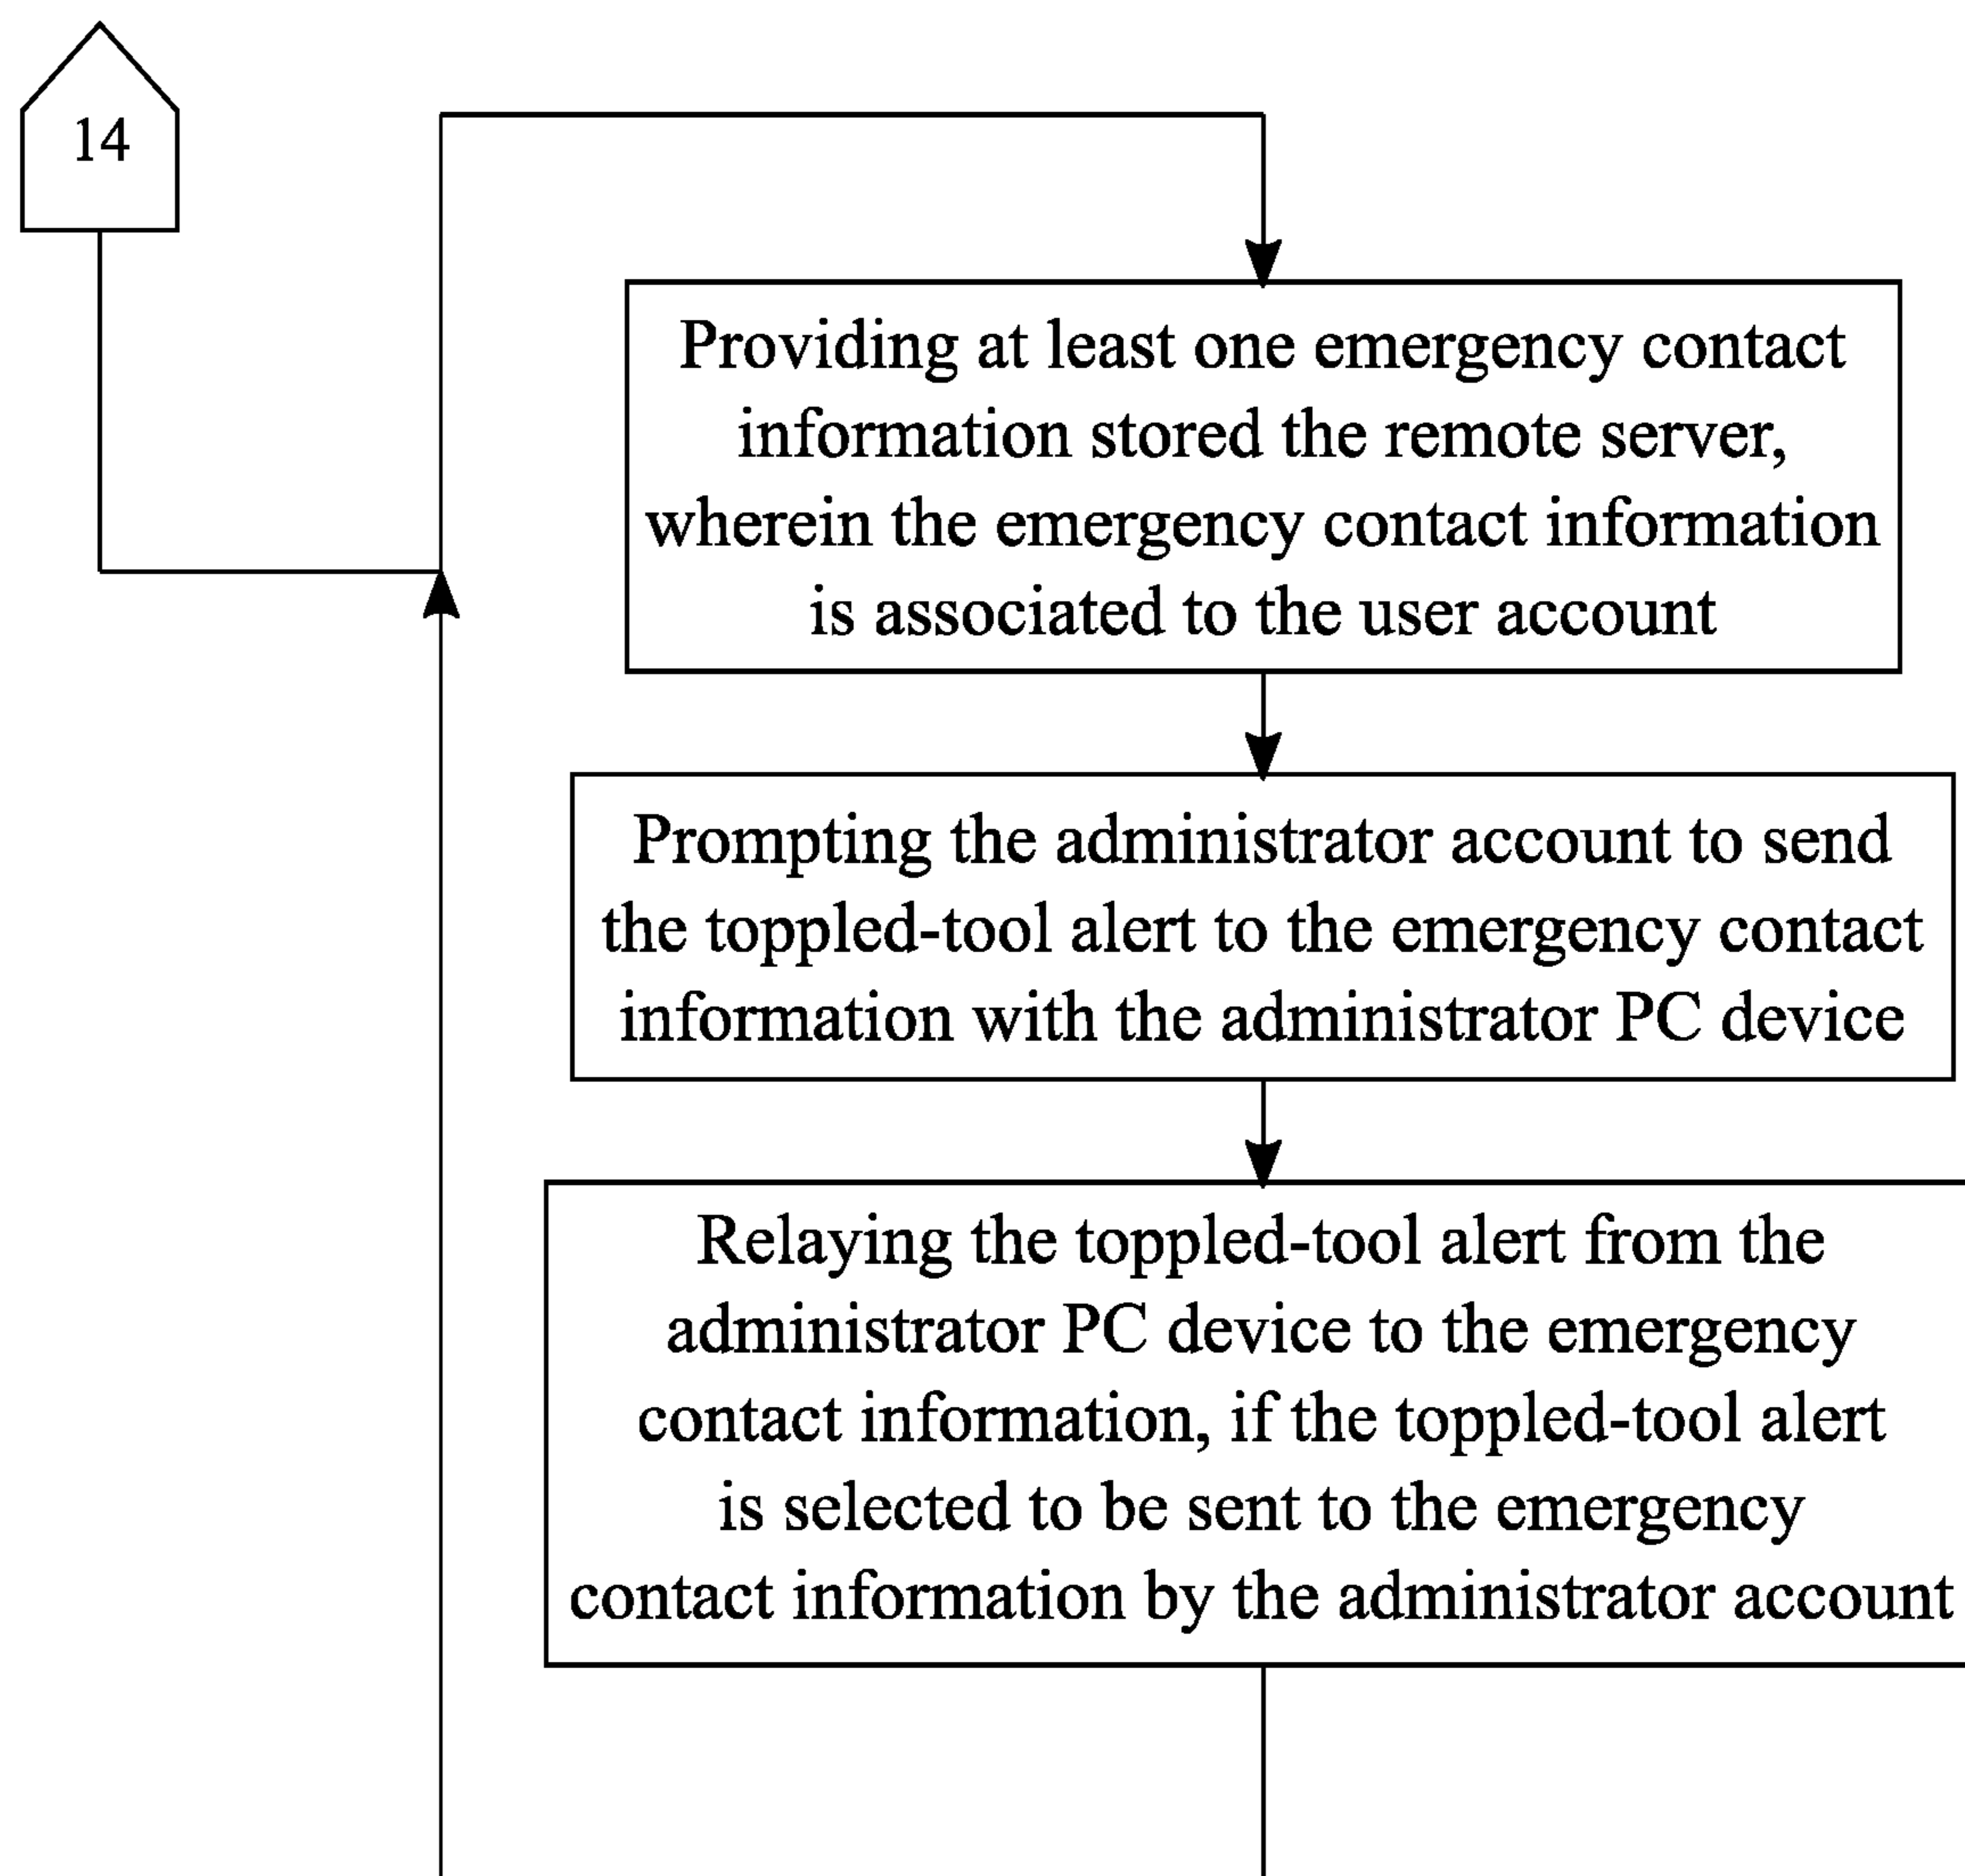 14
Providing at least one emergency contact
information stored the remote server,
wherein the emergency contact information
is associated to the user account
Prompting the administrator account to send
the toppled-tool alert to the emergency contact
information with the administrator PC device
Relaying the toppled-tool alert from the
administrator PC device to the emergency
contact information, if the toppled-tool alert
is selected to be sent to the emergency
contact information by the administrator account